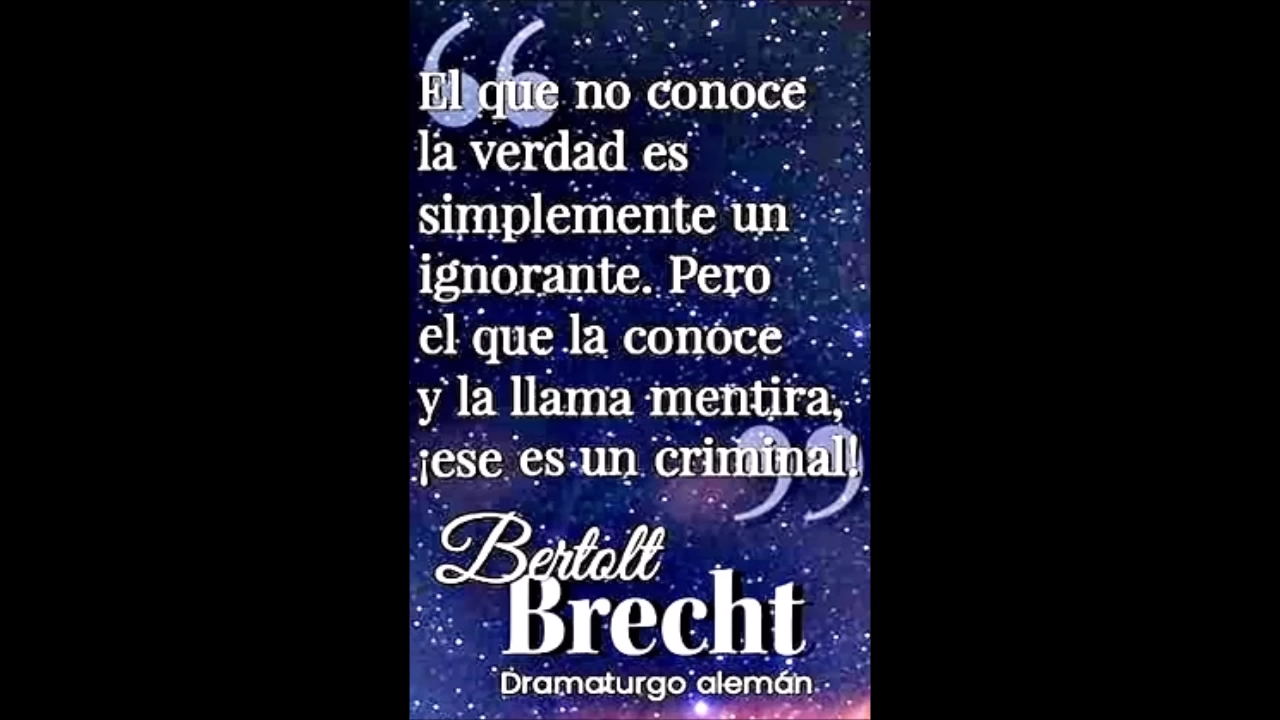 El que no conoce
la verdad es
simplemente un
ignorante. Pero
el que la conoce
y la llama mentira,
¡ese es un criminal!
Bertolt
Brecht
Dramaturgo alemán